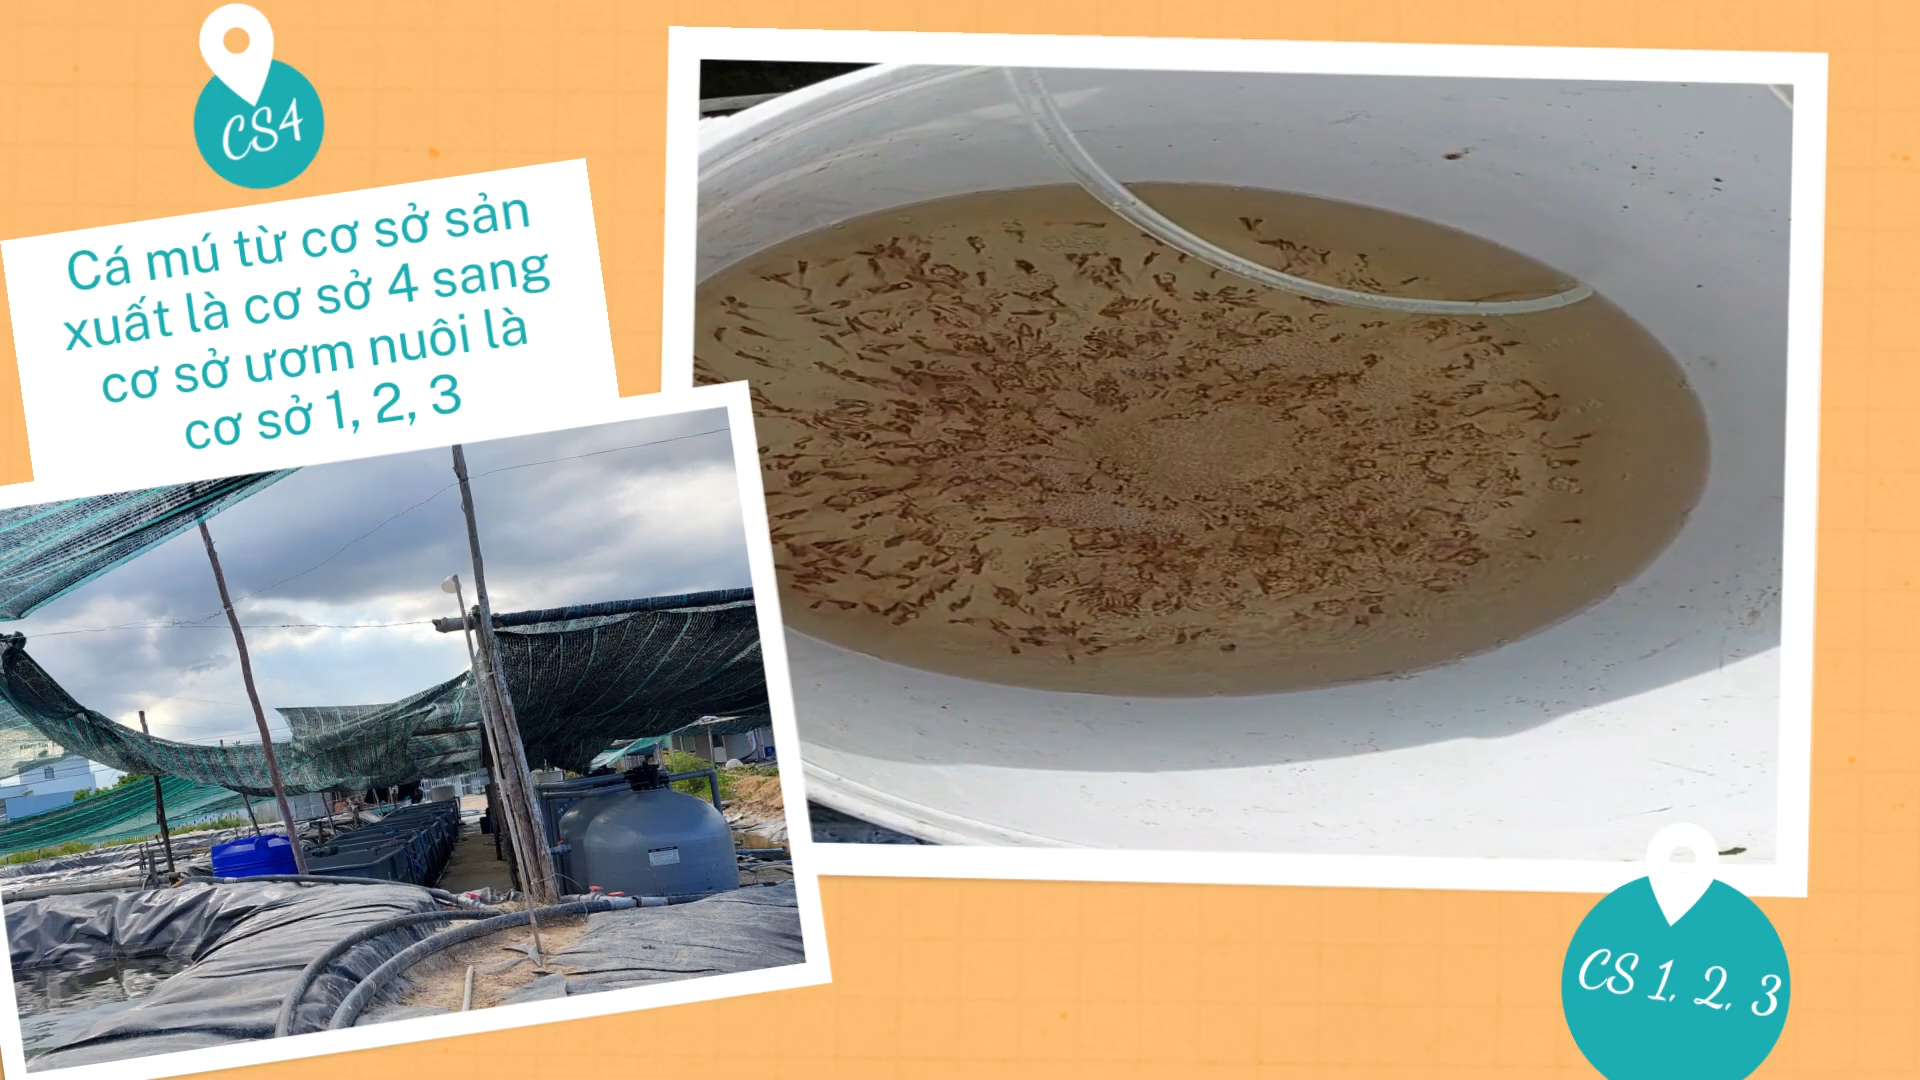 CS4
Cá mú từ cơ sở sản
xuất là cơ sở 4 sang
cơ sở ươm nuôi là
cơ sở 1, 2, 3
CS 1, 2, 3